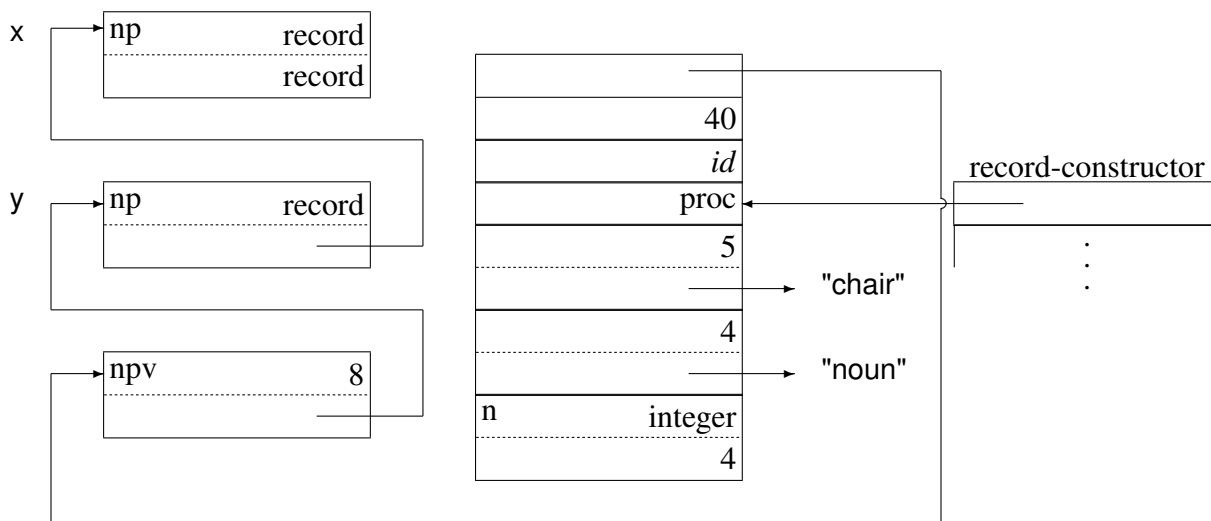 x
np record
record
40
id
record-constructor
y
np record
proc
5
"chair"
4
"noun"
npv 8
n integer
4